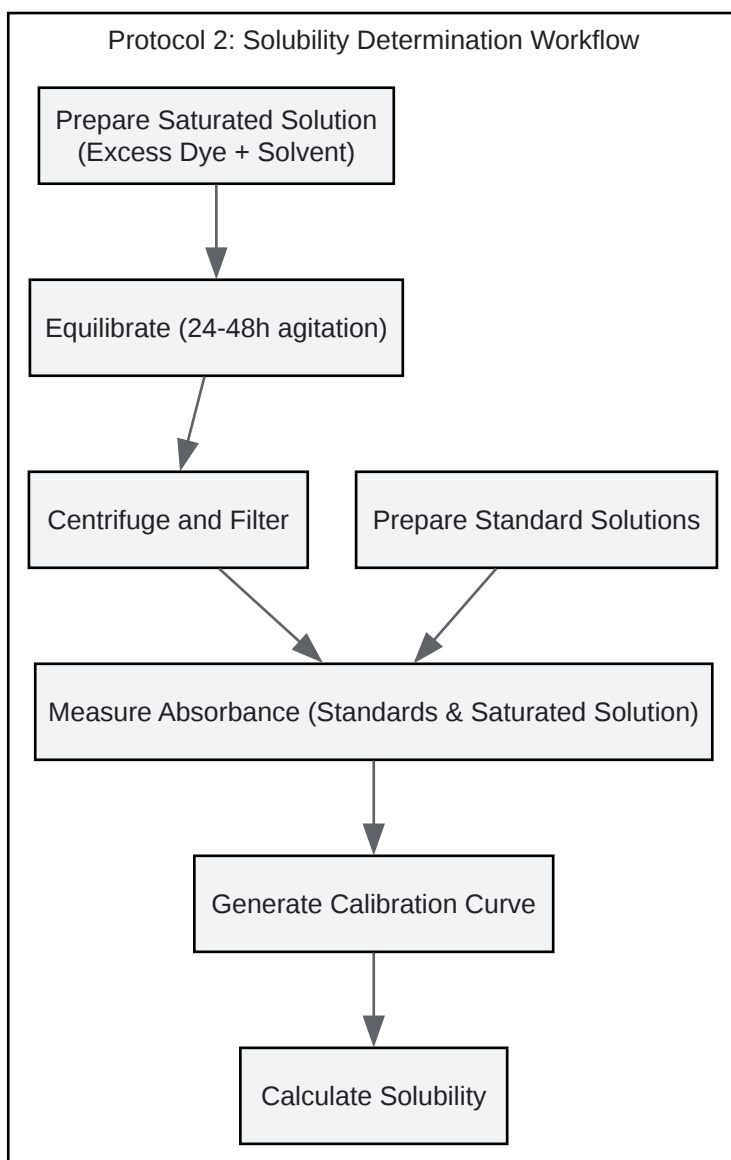 Protocol 2: Solubility Determination Workflow
Prepare Saturated Solution
(Excess Dye + Solvent)
Equilibrate (24-48h agitation)
Centrifuge and Filter
Prepare Standard Solutions
Measure Absorbance (Standards & Saturated Solution)
Generate Calibration Curve
Calculate Solubility